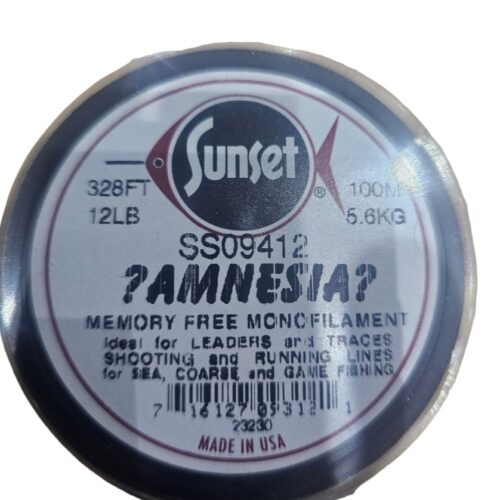 Sunset
®
328FT 100M
12LB 5.6KG
SS09412
?AMNESIA?
MEMORY FREE MONOFILAMENT
Ideal for LEADERS and TRACES
SHOOTING and RUNNING LINES
for SEA, COARSE and GAME FISHING
7 16127 09312 1
23230
MADE IN USA